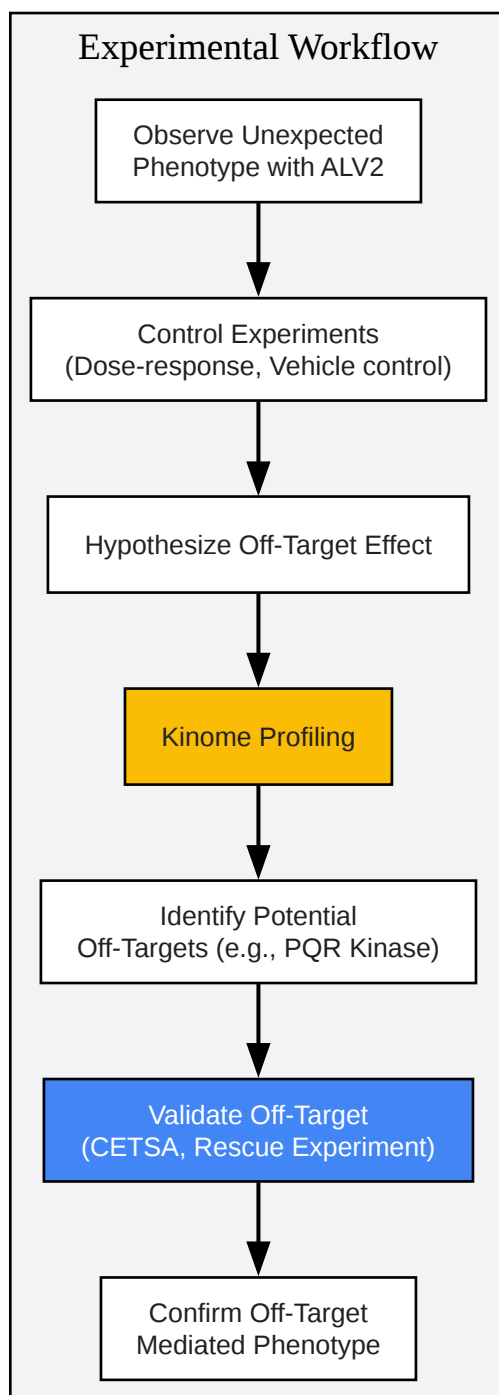 Experimental Workflow
Observe Unexpected
Phenotype with ALV2
Control Experiments
(Dose-response, Vehicle control)
Hypothesize Off-Target Effect
Kinome Profiling
Identify Potential
Off-Targets (e.g., PQR Kinase)
Validate Off-Target
(CETSA, Rescue Experiment)
Confirm Off-Target
Mediated Phenotype